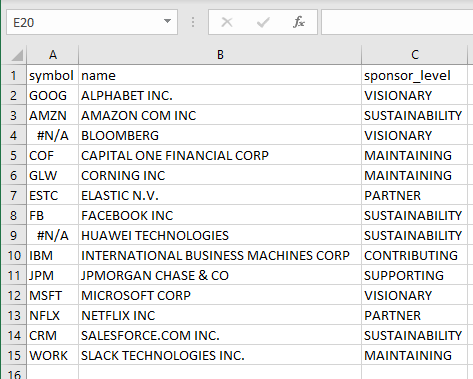 E20
fx
A B C
1 symbol name sponsor_level
2 GOOG ALPHABET INC. VISIONARY
3 AMZN AMAZON COM INC SUSTAINABILITY
4 #N/A BLOOMBERG VISIONARY
5 COF CAPITAL ONE FINANCIAL CORP MAINTAINING
6 GLW CORNING INC MAINTAINING
7 ESTC ELASTIC N.V. PARTNER
8 FB FACEBOOK INC SUSTAINABILITY
9 #N/A HUAWEI TECHNOLOGIES SUSTAINABILITY
10 IBM INTERNATIONAL BUSINESS MACHINES CORP CONTRIBUTING
11 JPM JPMORGAN CHASE & CO SUPPORTING
12 MSFT MICROSOFT CORP VISIONARY
13 NFLX NETFLIX INC PARTNER
14 CRM SALESFORCE.COM INC. SUSTAINABILITY
15 WORK SLACK TECHNOLOGIES INC. MAINTAINING
16